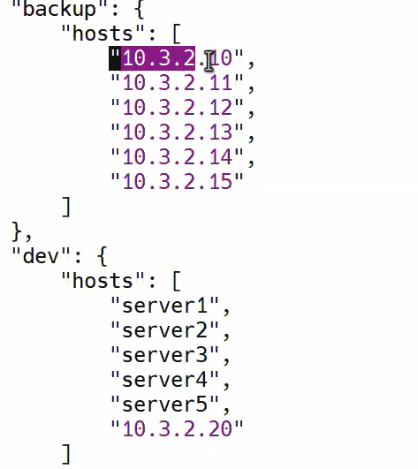 "backup": {
"hosts": [
"10.3.2.10",
"10.3.2.11",
"10.3.2.12",
"10.3.2.13",
"10.3.2.14",
"10.3.2.15"
]
},
"dev": {
"hosts": [
"server1",
"server2",
"server3",
"server4",
"server5",
"10.3.2.20"
]